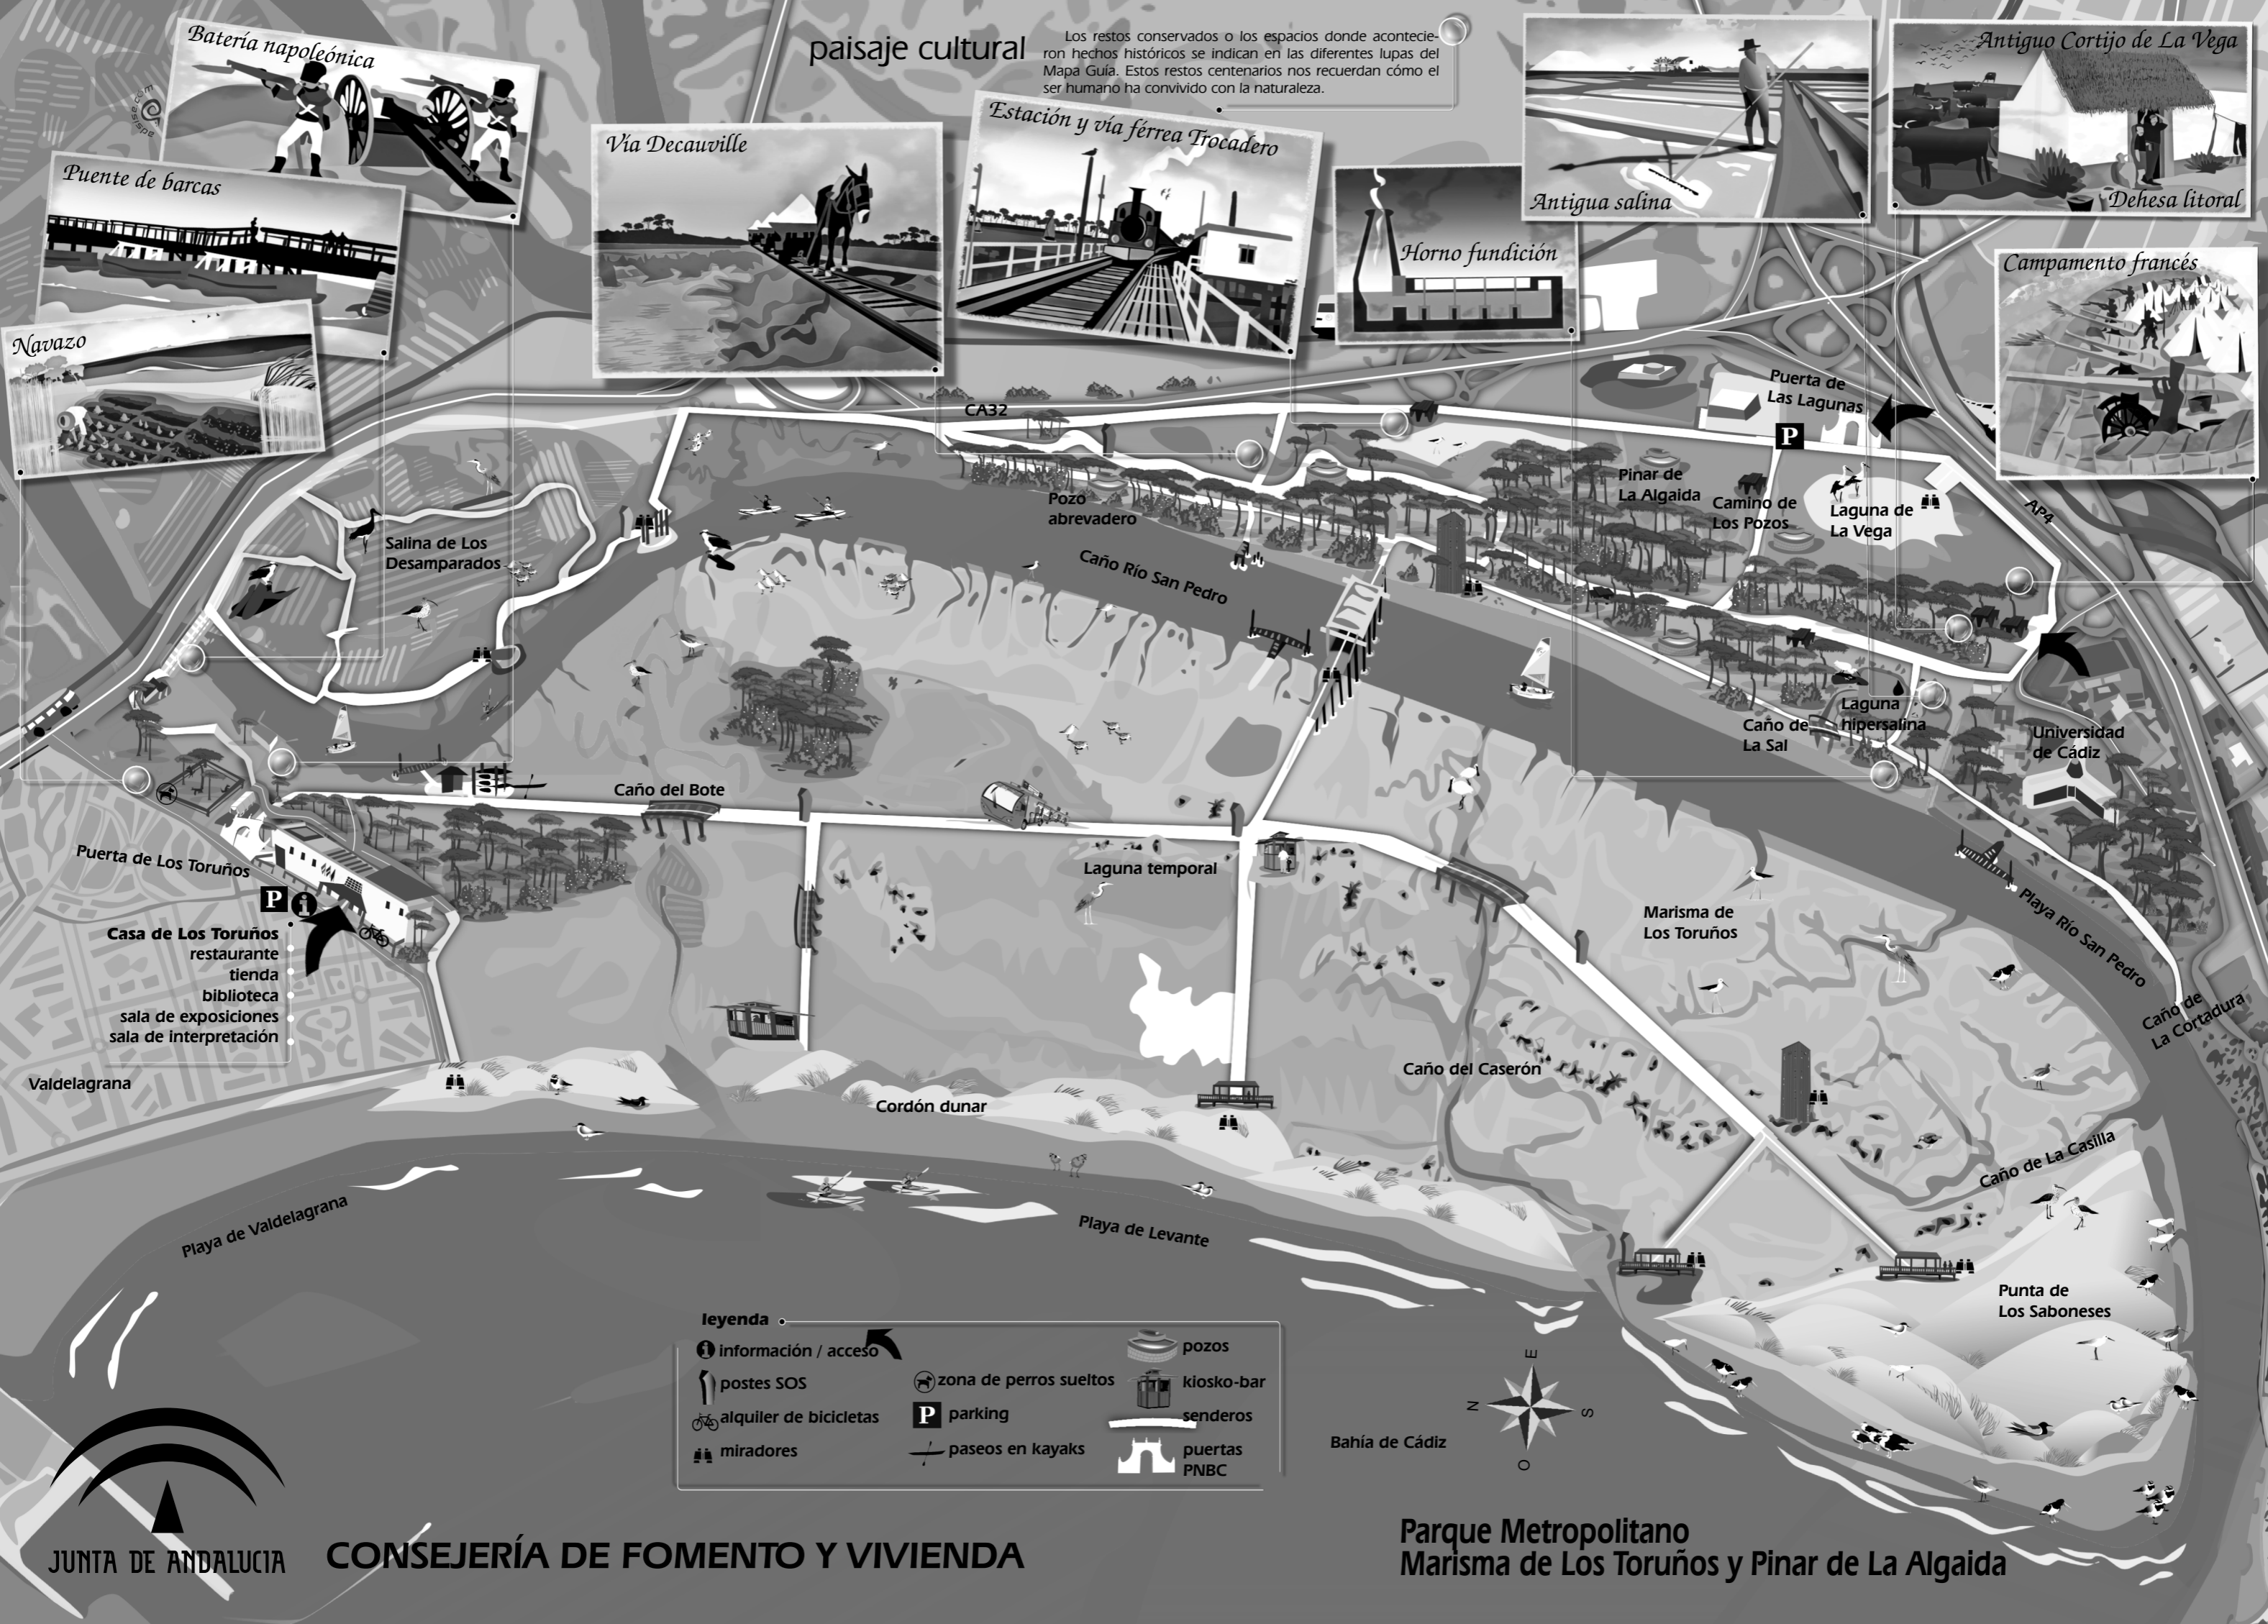 Batería napoleónica
adsise.com
Puente de barcas
Navazo
Vía Decauville
paisaje cultural
Los restos conservados o los espacios donde acontecie-
ron hechos históricos se indican en las diferentes lupas del
Mapa Guía. Estos restos centenarios nos recuerdan cómo el
ser humano ha convivido con la naturaleza.
Estación y vía férrea Trocadero
Horno fundición
Antigua salina
Antiguo Cortijo de La Vega
Dehesa litoral
Campamento francés
CA32
Puerta de
Las Lagunas
P
Pinar de
La Algaida
Camino de
Los Pozos
Laguna de
La Vega
AP4
Pozo
abrevadero
Salina de Los
Desamparados
Caño Río San Pedro
Laguna
hipersalina
Caño de
La Sal
Universidad
de Cádiz
Caño del Bote
Puerta de Los Toruños
P
i
Casa de Los Toruños
restaurante
tienda
biblioteca
sala de exposiciones
sala de interpretación
Laguna temporal
Marisma de
Los Toruños
Playa Río San Pedro
Caño de
La Cortadura
Valdelagrana
Cordón dunar
Caño del Caserón
Caño de La Casilla
Playa de Valdelagrana
Playa de Levante
Punta de
Los Saboneses
leyenda
i información / acceso
postes SOS
alquiler de bicicletas
miradores
zona de perros sueltos
P parking
paseos en kayaks
pozos
kiosko-bar
senderos
puertas
PNBC
E
N
S
O
Bahía de Cádiz
JUNTA DE ANDALUCIA
CONSEJERÍA DE FOMENTO Y VIVIENDA
Parque Metropolitano
Marisma de Los Toruños y Pinar de La Algaida